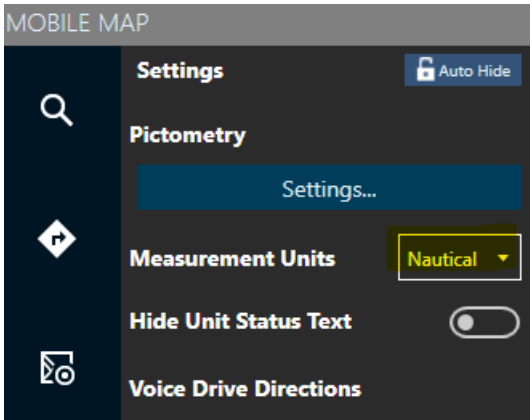 MOBILE MAP
Settings
Auto Hide
Pictometry
Settings...
Measurement Units
Nautical
Hide Unit Status Text
Voice Drive Directions